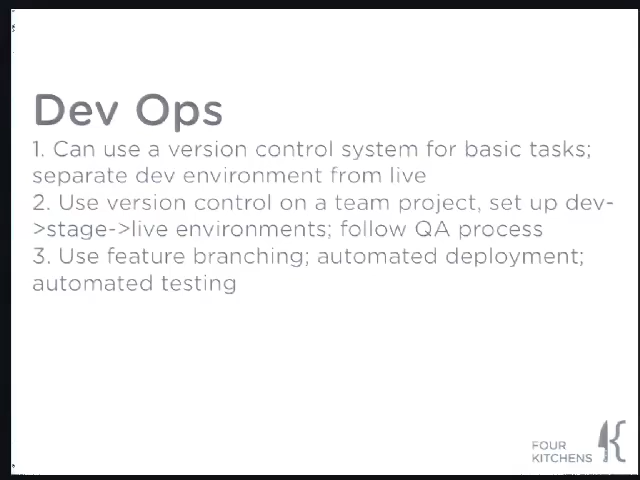 Dev Ops
1. Can use a version control system for basic tasks;
separate dev environment from live
2. Use version control on a team project, set up dev-
>stage->live environments; follow QA process
3. Use feature branching; automated deployment;
automated testing
FOUR
KITCHENS